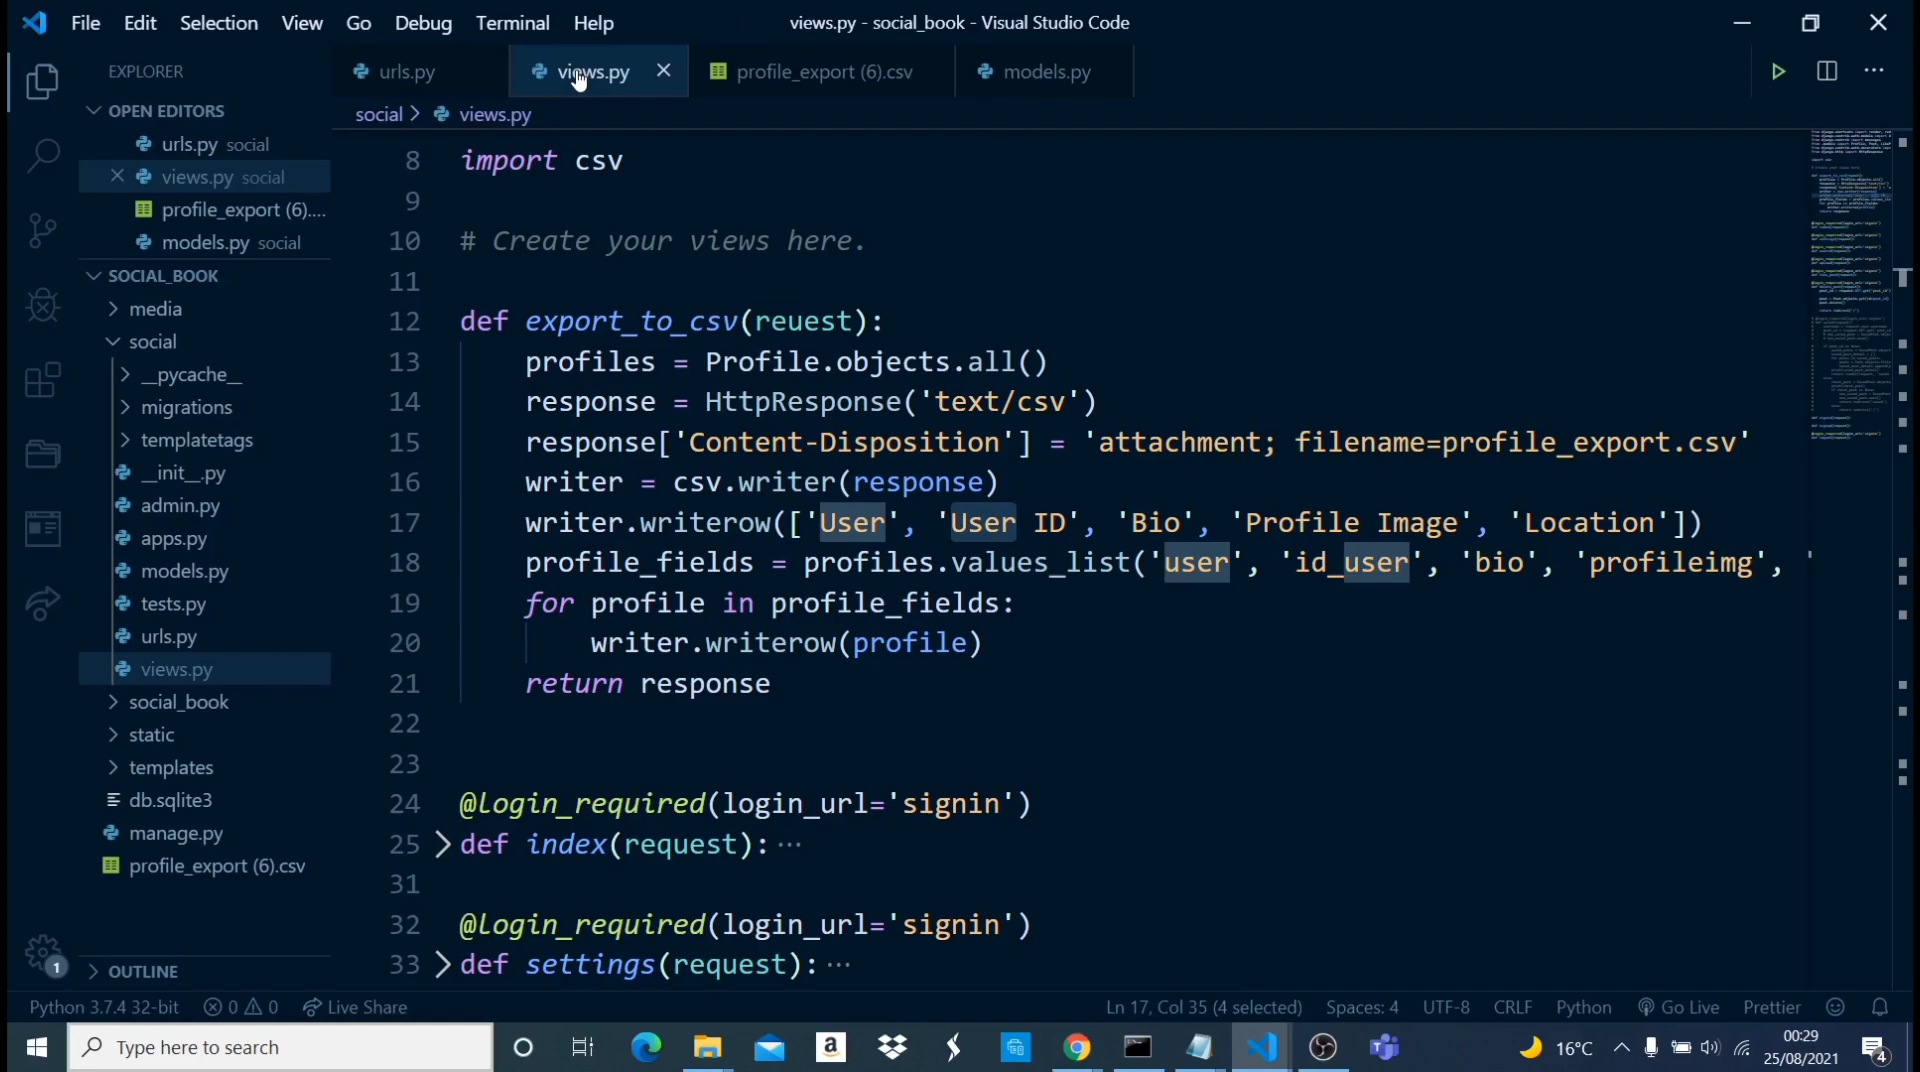 File Edit Selection View Go Debug Terminal Help
views.py - social_book - Visual Studio Code
EXPLORER
urls.py
views.py
profile_export (6).csv
models.py
OPEN EDITORS
social > views.py
urls.py social
views.py social
profile_export (6)....
models.py social
SOCIAL_BOOK
media
social
__pycache__
migrations
templatetags
__init__.py
admin.py
apps.py
models.py
tests.py
urls.py
views.py
social_book
static
templates
db.sqlite3
manage.py
profile_export (6).csv
OUTLINE
8 import csv
9
10 # Create your views here.
11
12 def export_to_csv(reuest):
13 profiles = Profile.objects.all()
14 response = HttpResponse('text/csv')
15 response['Content-Disposition'] = 'attachment; filename=profile_export.csv'
16 writer = csv.writer(response)
17 writer.writerow(['User', 'User ID', 'Bio', 'Profile Image', 'Location'])
18 profile_fields = profiles.values_list('user', 'id_user', 'bio', 'profileimg', '
19 for profile in profile_fields:
20 writer.writerow(profile)
21 return response
22
23
24 @login_required(login_url='signin')
25 def index(request):...
31
32 @login_required(login_url='signin')
33 def settings(request):...
1
Python 3.7.4 32-bit 0 0 Live Share
Ln 17, Col 35 (4 selected) Spaces: 4 UTF-8 CRLF Python Go Live Prettier
Type here to search
16°C
00:29
25/08/2021
4